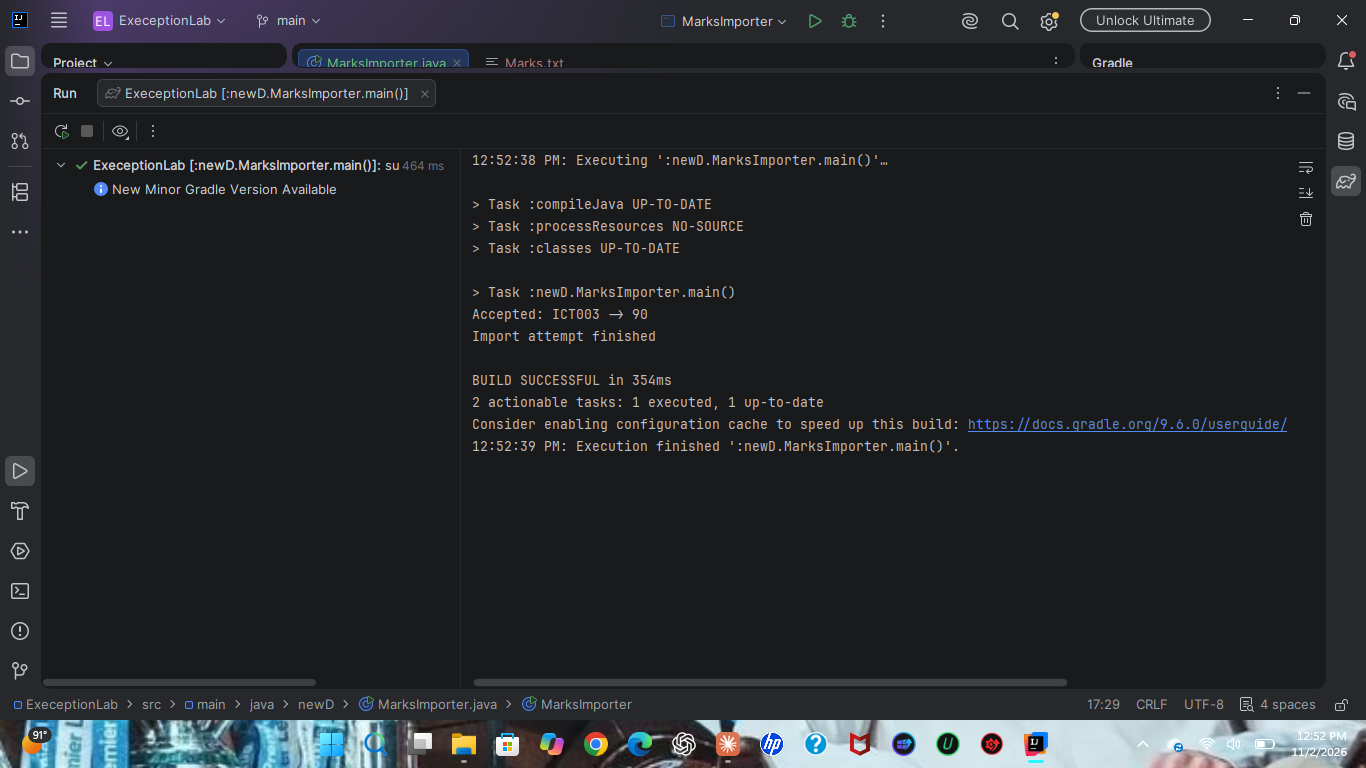 EL ExeceptionLab
main
MarksImporter
Unlock Ultimate
Project
MarksImporter.java
Marks.txt
Gradle
Run
ExeceptionLab [:newD.MarksImporter.main()]
ExeceptionLab [:newD.MarksImporter.main()]: su 464 ms
New Minor Gradle Version Available
12:52:38 PM: Executing ':newD.MarksImporter.main()'…
> Task :compileJava UP-TO-DATE
> Task :processResources NO-SOURCE
> Task :classes UP-TO-DATE
> Task :newD.MarksImporter.main()
Accepted: ICT003 -> 90
Import attempt finished
BUILD SUCCESSFUL in 354ms
2 actionable tasks: 1 executed, 1 up-to-date
Consider enabling configuration cache to speed up this build: https://docs.gradle.org/9.6.0/userguide/
12:52:39 PM: Execution finished ':newD.MarksImporter.main()'.
ExeceptionLab > src > main > java > newD > MarksImporter.java > MarksImporter
17:29 CRLF UTF-8 4 spaces
91°
hp
12:52 PM
11/2/2026